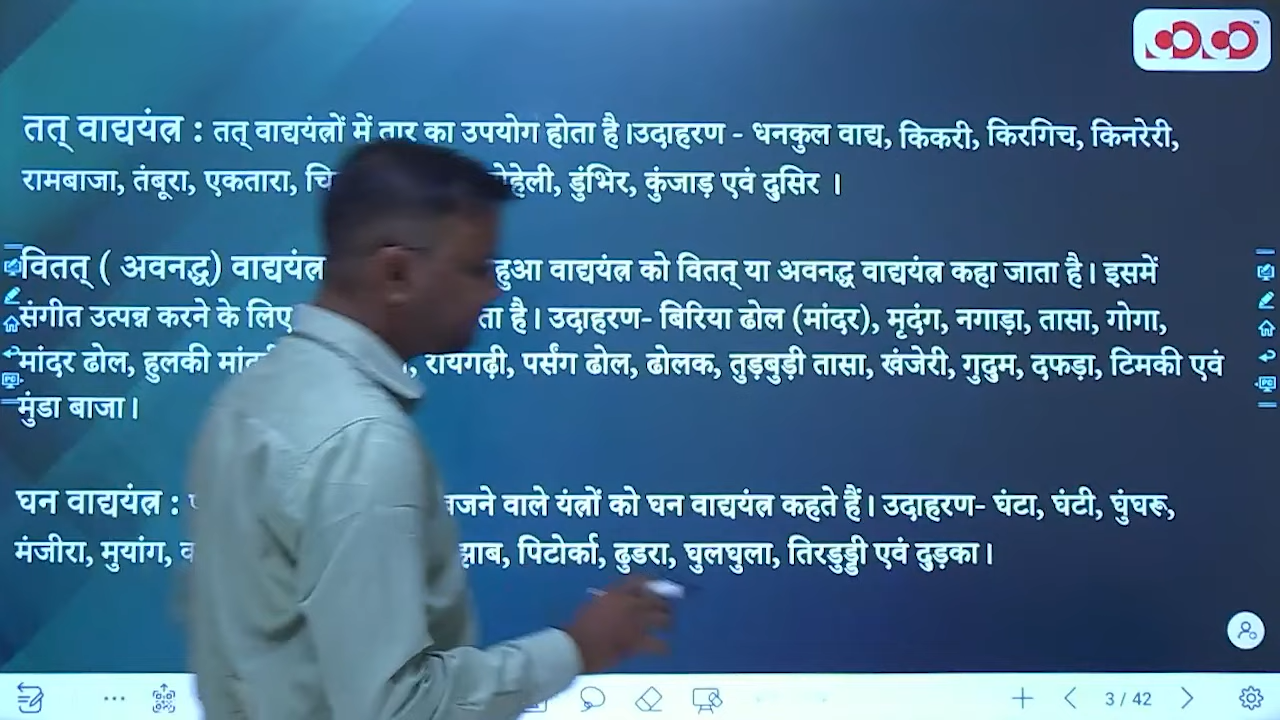 तत् वाद्ययंत्र : तत् वाद्ययंत्रों में तार का उपयोग होता है।उदाहरण - धनकुल वाद्य, किकरी, किरगिच, किनरेरी,
रामबाजा, तंबूरा, एकतारा, डुंभिर, कुंजाड़ एवं दुसिर ।
वितत् ( अवनद्ध) वाद्ययंत्र हुआ वाद्ययंत्र को वितत् या अवनद्ध वाद्ययंत्र कहा जाता है। इसमें
संगीत उत्पन्न करने के लिए है। उदाहरण- बिरिया ढोल (मांदर), मृदंग, नगाड़ा, तासा, गोगा,
मांदर ढोल, हुलकी रायगढ़ी, पर्संग ढोल, ढोलक, तुड़बुड़ी तासा, खंजेरी, गुदुम, दफड़ा, टिमकी एवं
मुंडा बाजा।
घन वाद्ययंत्र : वाले यंत्रों को घन वाद्ययंत्र कहते हैं। उदाहरण- घंटा, घंटी, घुंघरू,
मंजीरा, मुयांग, पिटोर्का, ढुडरा, घुलघुला, तिरडुड्डी एवं दुड़का।
3 / 42